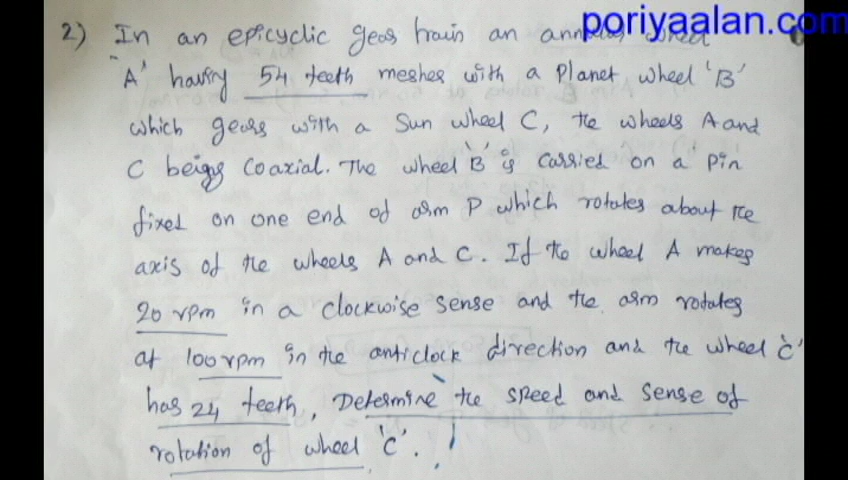 poriyaalan.com
2) In an epicyclic gear train an annular wheel
'A' having 54 teeth meshes with a Planet wheel 'B'
which gears with a Sun wheel C, the wheels A and
C being coaxial. The wheel 'B' is carried on a Pin
fixed on one end of arm P which rotates about the
axis of the wheels A and C. If the wheel A makes
20 rpm in a clockwise sense and the arm rotates
at 100 rpm in the anticlock direction and the wheel 'C'
has 24 teeth, Determine the speed and sense of
rotation of wheel 'C'.